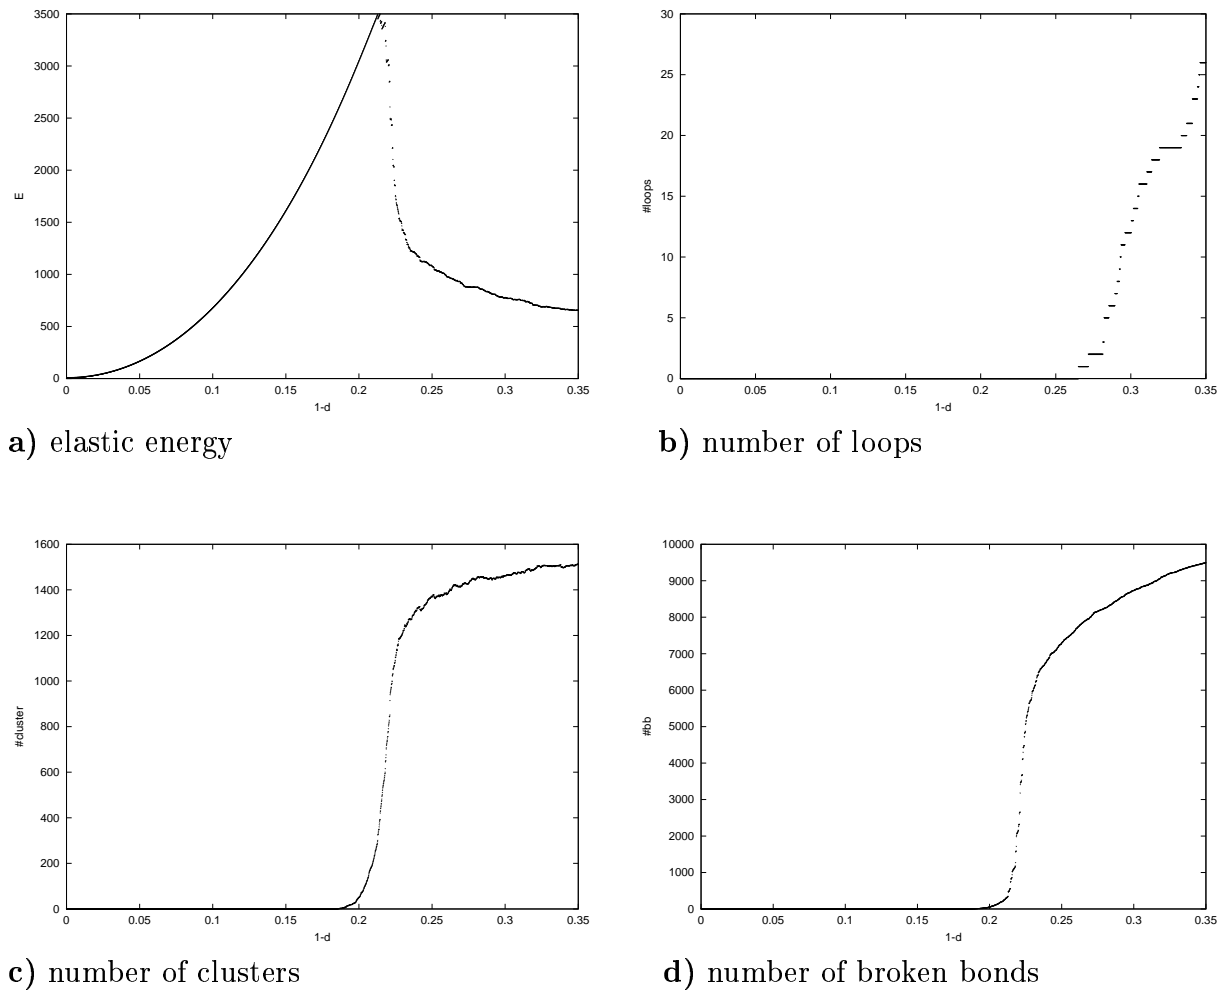 3500
3000
2500
2000
1500
1000
500
0
E
0 0.05 0.1 0.15 0.2 0.25 0.3 0.35
1-d
a) elastic energy
30
25
20
15
10
5
0
#loops
0 0.05 0.1 0.15 0.2 0.25 0.3 0.35
1-d
b) number of loops
1600
1400
1200
1000
800
600
400
200
0
#cluster
0 0.05 0.1 0.15 0.2 0.25 0.3 0.35
1-d
c) number of clusters
10000
9000
8000
7000
6000
5000
4000
3000
2000
1000
0
#bb
0 0.05 0.1 0.15 0.2 0.25 0.3 0.35
1-d
d) number of broken bonds